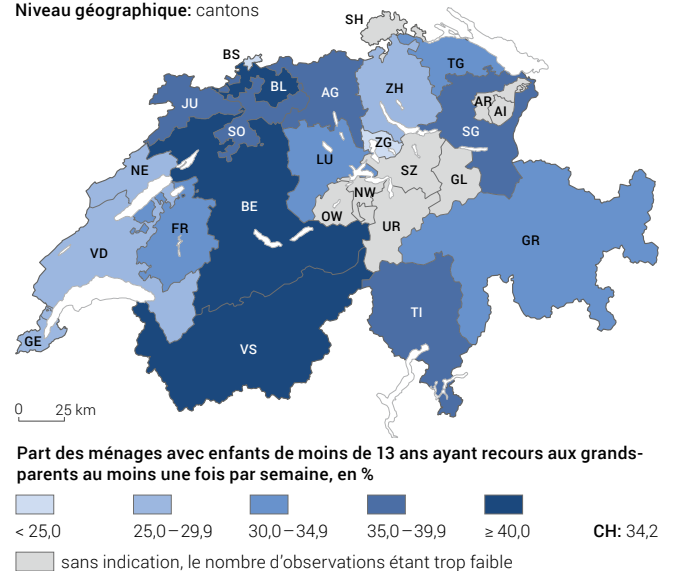 Niveau géographique: cantons
SH
BS
TG
BL
ZH
AG
JU
AR
AI
SO
SG
ZG
LU
NE
SZ
GL
NW
OW
BE
FR
UR
GR
VD
TI
GE
VS
0 25 km
Part des ménages avec enfants de moins de 13 ans ayant recours aux grands-
parents au moins une fois par semaine, en %
< 25,0 25,0–29,9 30,0–34,9 35,0–39,9 ≥ 40,0 CH: 34,2
sans indication, le nombre d'observations étant trop faible